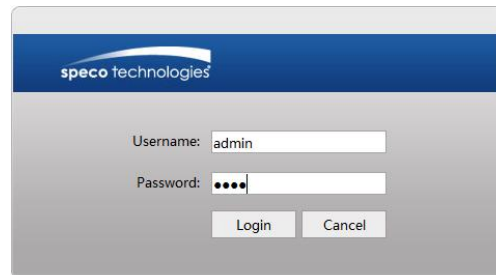 speco technologies
Username: admin
Password: ••••
Login Cancel